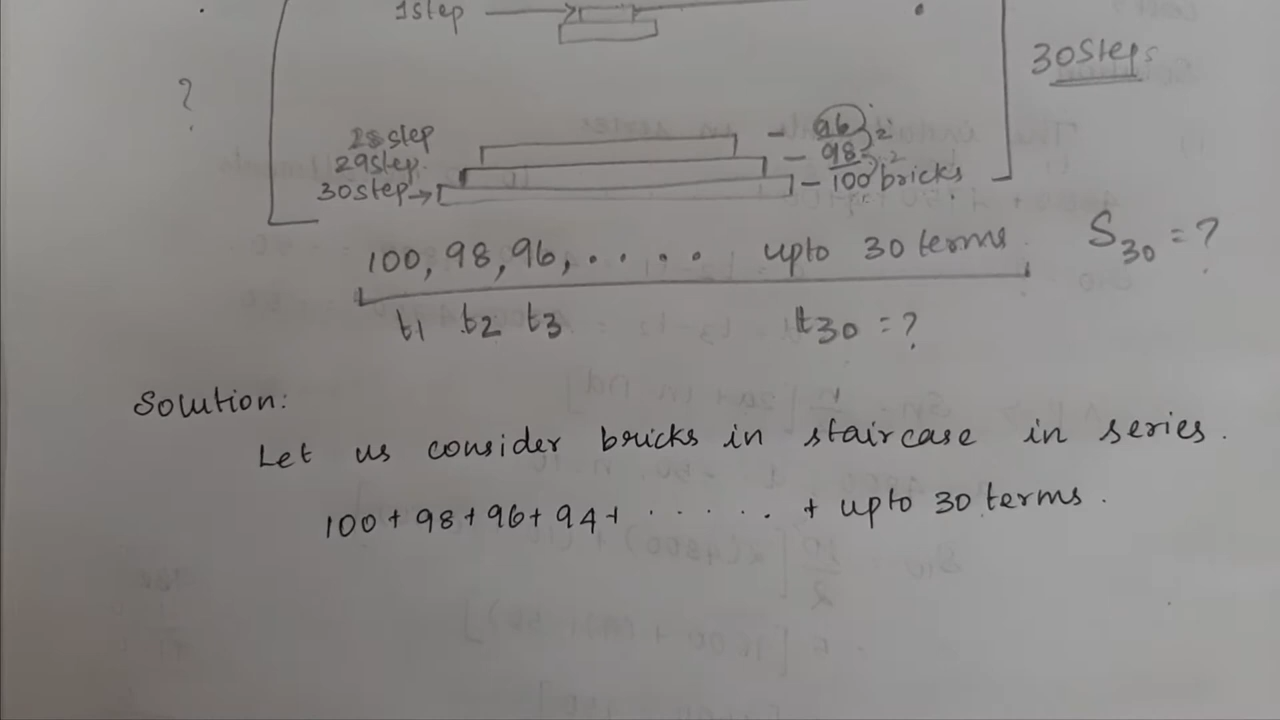 1step
30Steps
?
28step - 96 2
29step - 98 2
30step - 100 bricks
100, 98, 96, . . . . upto 30 terms S30 = ?
t1 t2 t3 t30 = ?
Solution:
Let us consider bricks in staircase in series.
100 + 98 + 96 + 94 + . . . . . . + upto 30 terms.